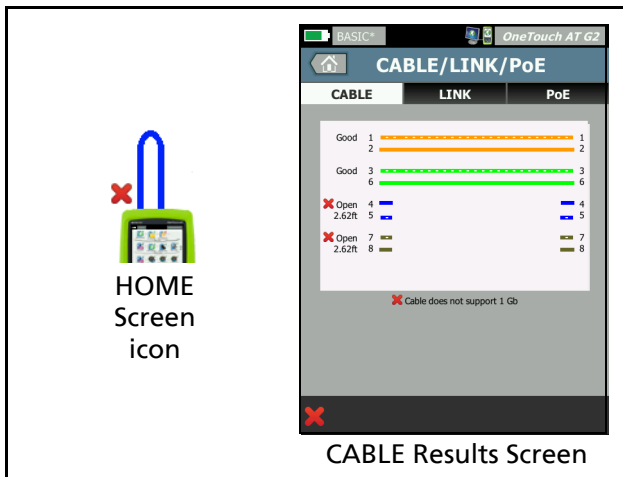 BASIC*
OneTouch AT G2
CABLE/LINK/PoE
CABLE LINK PoE
Good 1 1
2 2
Good 3 3
6 6
Open 4 4
2.62ft 5 5
Open 7 7
2.62ft 8 8
Cable does not support 1 Gb
HOME
Screen
icon
CABLE Results Screen